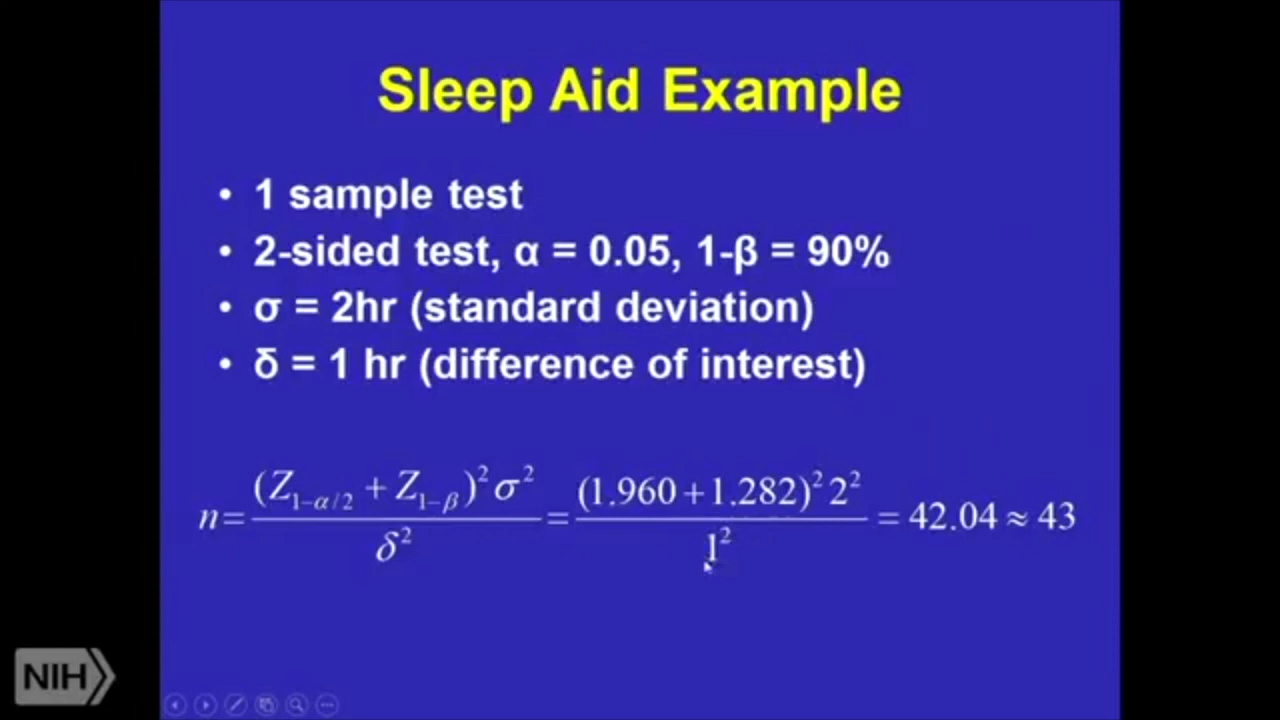 Sleep Aid Example
• 1 sample test
• 2-sided test, α = 0.05, 1-β = 90%
• σ = 2hr (standard deviation)
• δ = 1 hr (difference of interest)
n = (Z₁₋α/₂ + Z₁₋β)² σ² / δ² = (1.960 + 1.282)² 2² / 1² = 42.04 ≈ 43
NIH